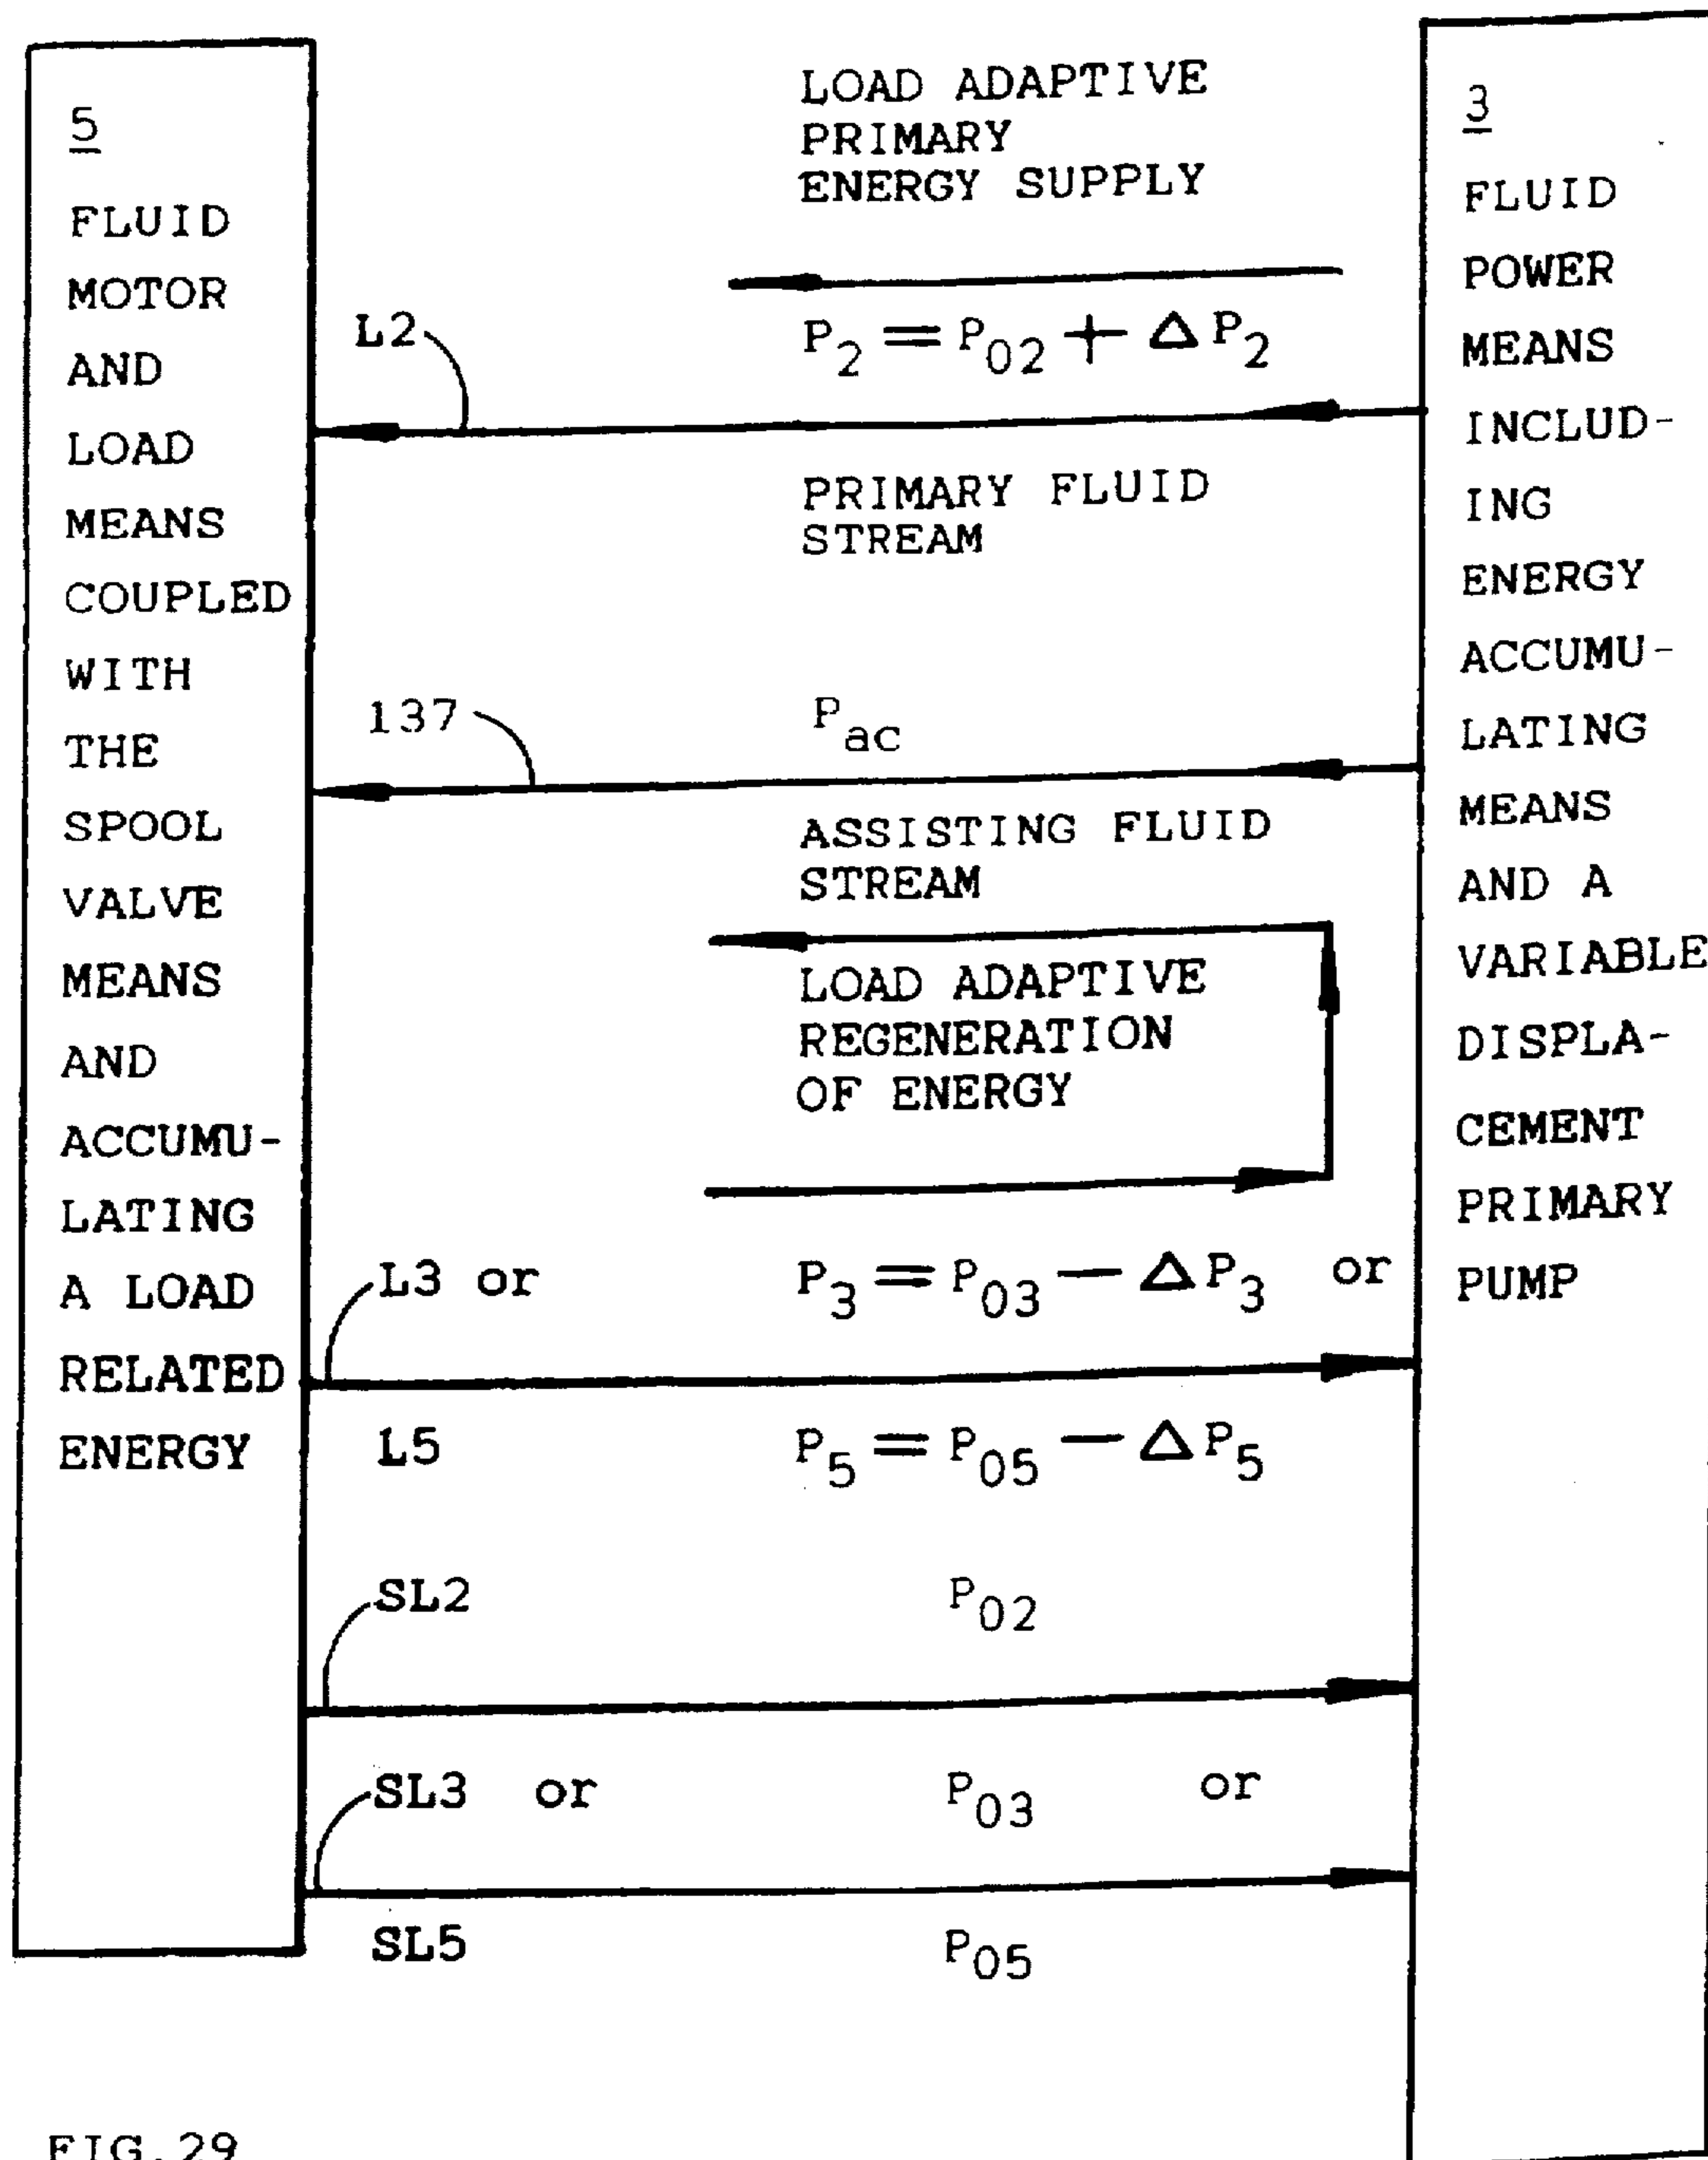 5
FLUID
MOTOR
AND
LOAD
MEANS
COUPLED
WITH
THE
SPOOL
VALVE
MEANS
AND
ACCUMU-
LATING
A LOAD
RELATED
ENERGY
LOAD ADAPTIVE
PRIMARY
ENERGY SUPPLY
L2
P2 = P02 + ΔP2
PRIMARY FLUID
STREAM
137
Pac
ASSISTING FLUID
STREAM
LOAD ADAPTIVE
REGENERATION
OF ENERGY
L3 or
P3 = P03 − ΔP3 or
L5
P5 = P05 − ΔP5
SL2
P02
SL3 or
P03 or
SL5
P05
3
FLUID
POWER
MEANS
INCLUD-
ING
ENERGY
ACCUMU-
LATING
MEANS
AND A
VARIABLE
DISPLA-
CEMENT
PRIMARY
PUMP
FIG.29